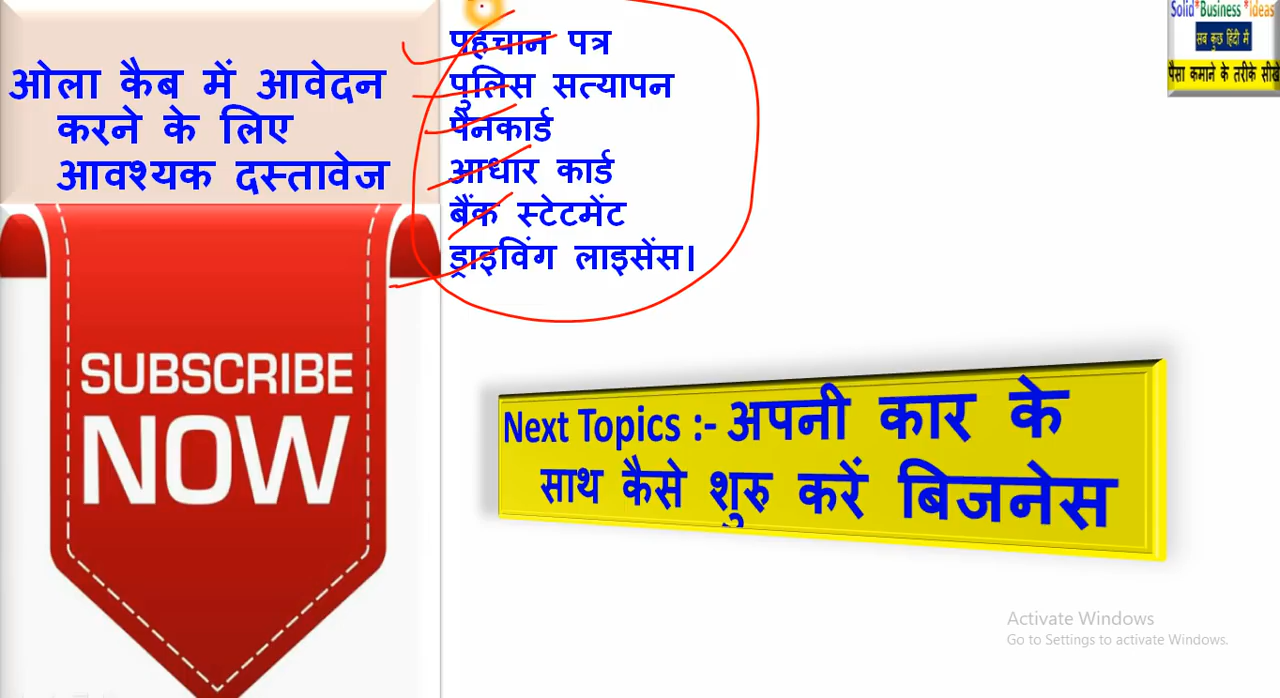 ओला कैब में आवेदन
करने के लिए
आवश्यक दस्तावेज
पहचान पत्र
पुलिस सत्यापन
पैनकार्ड
आधार कार्ड
बैंक स्टेटमेंट
ड्राइविंग लाइसेंस।
Solid*Business *Ideas
सब कुछ हिंदी में
पैसा कमाने के तरीके सीखे
SUBSCRIBE
NOW
Next Topics :- अपनी कार के
साथ कैसे शुरु करें बिजनेस
Activate Windows
Go to Settings to activate Windows.